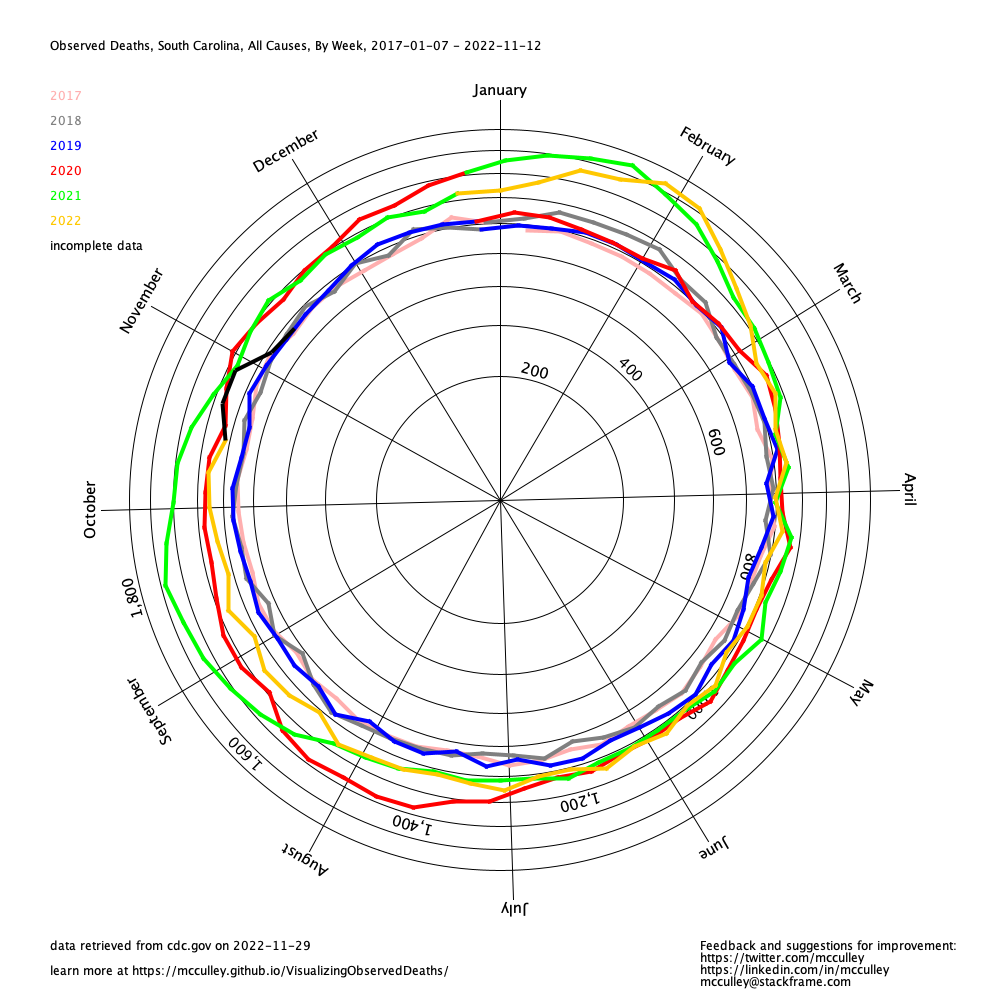 Observed Deaths, South Carolina, All Causes, By Week, 2017-01-07 - 2022-11-12
2017
2018
2019
2020
2021
2022
incomplete data
January
February
March
April
May
June
July
August
September
October
November
December
200
400
600
800
1,200
1,400
1,600
1,800
data retrieved from cdc.gov on 2022-11-29
learn more at https://mcculley.github.io/VisualizingObservedDeaths/
Feedback and suggestions for improvement:
https://twitter.com/mcculley
https://linkedin.com/in/mcculley
mcculley@stackframe.com